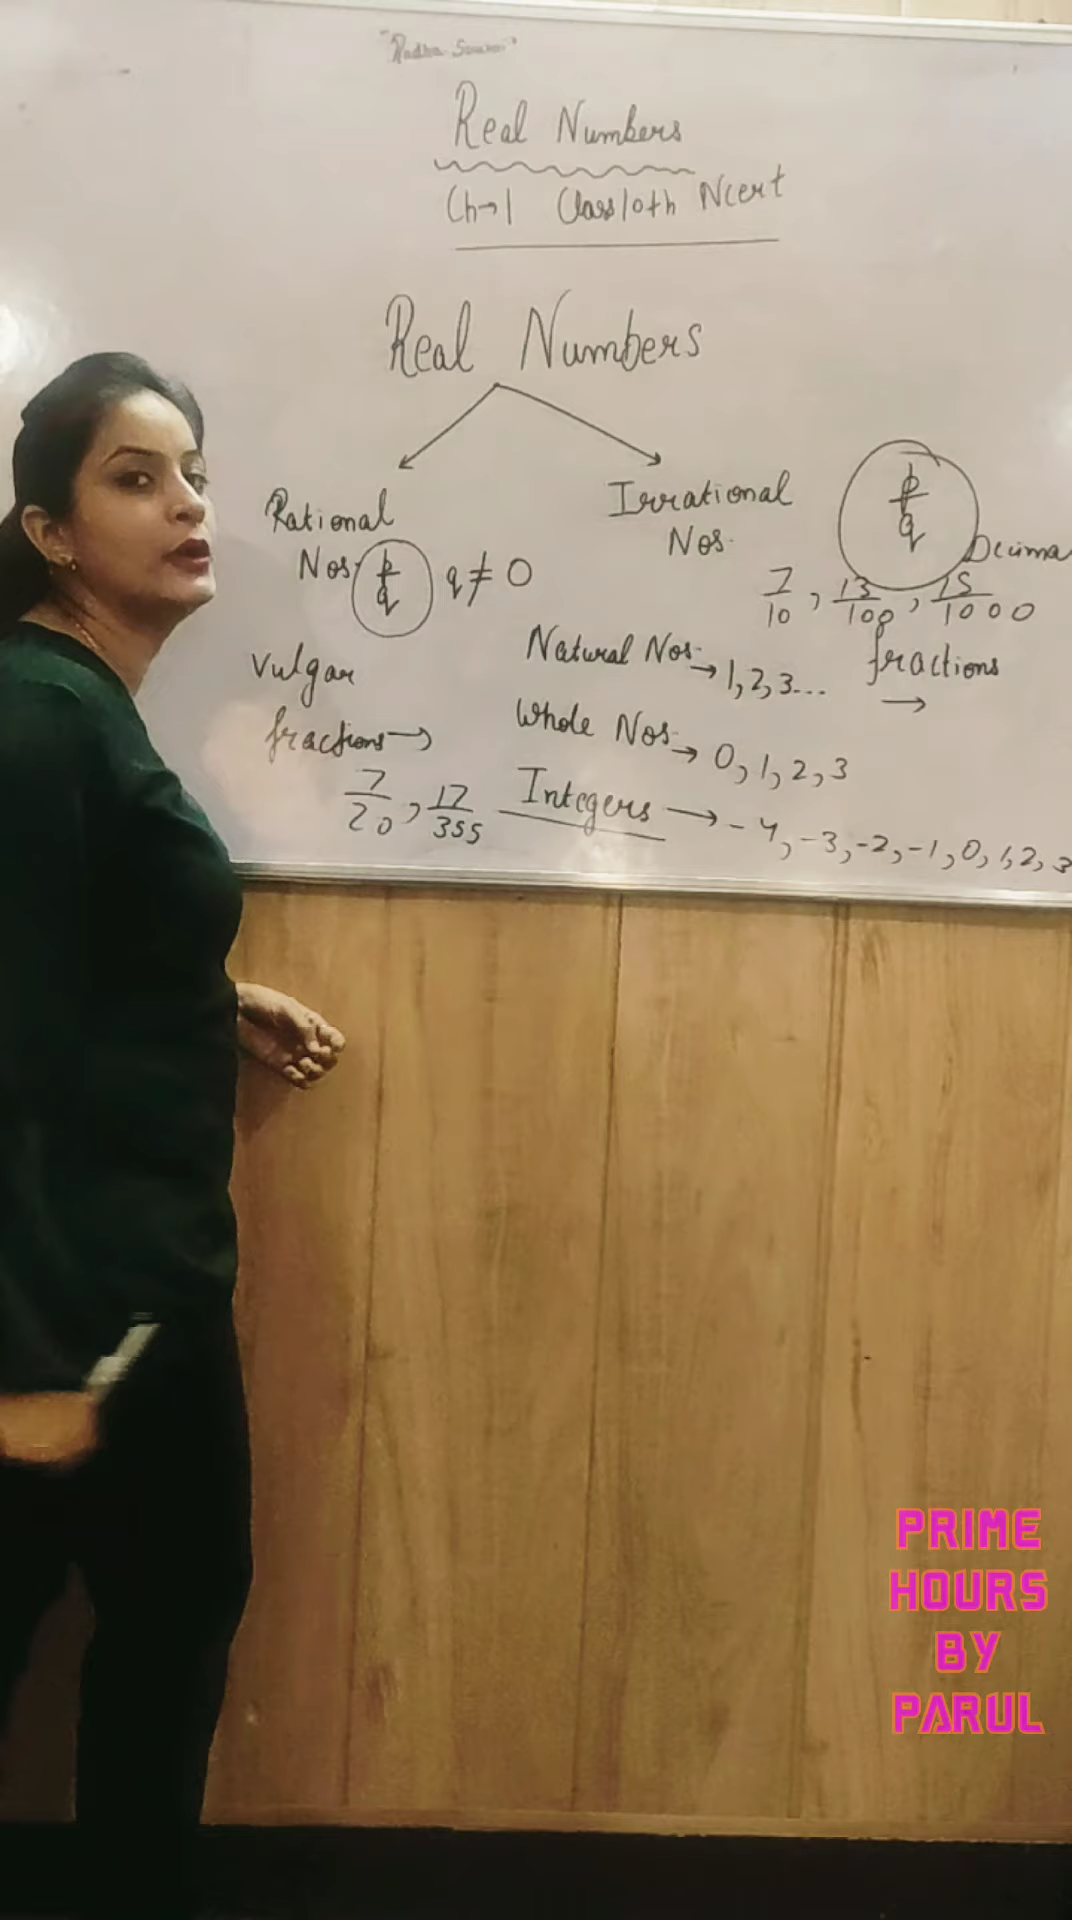 "Radha Soami"
Real Numbers
Ch→1 Class 10th Ncert
Real Numbers
Rational Irrational p/q
Nos. p/q q ≠ 0 Nos. Decimal
7/10, 13/100, 15/1000
Vulgar Natural Nos. → 1, 2, 3... fractions →
fractions → Whole Nos. → 0, 1, 2, 3
7/20, 17/355 Integers → -4, -3, -2, -1, 0, 1, 2, 3
PRIME
HOURS
BY
PARUL